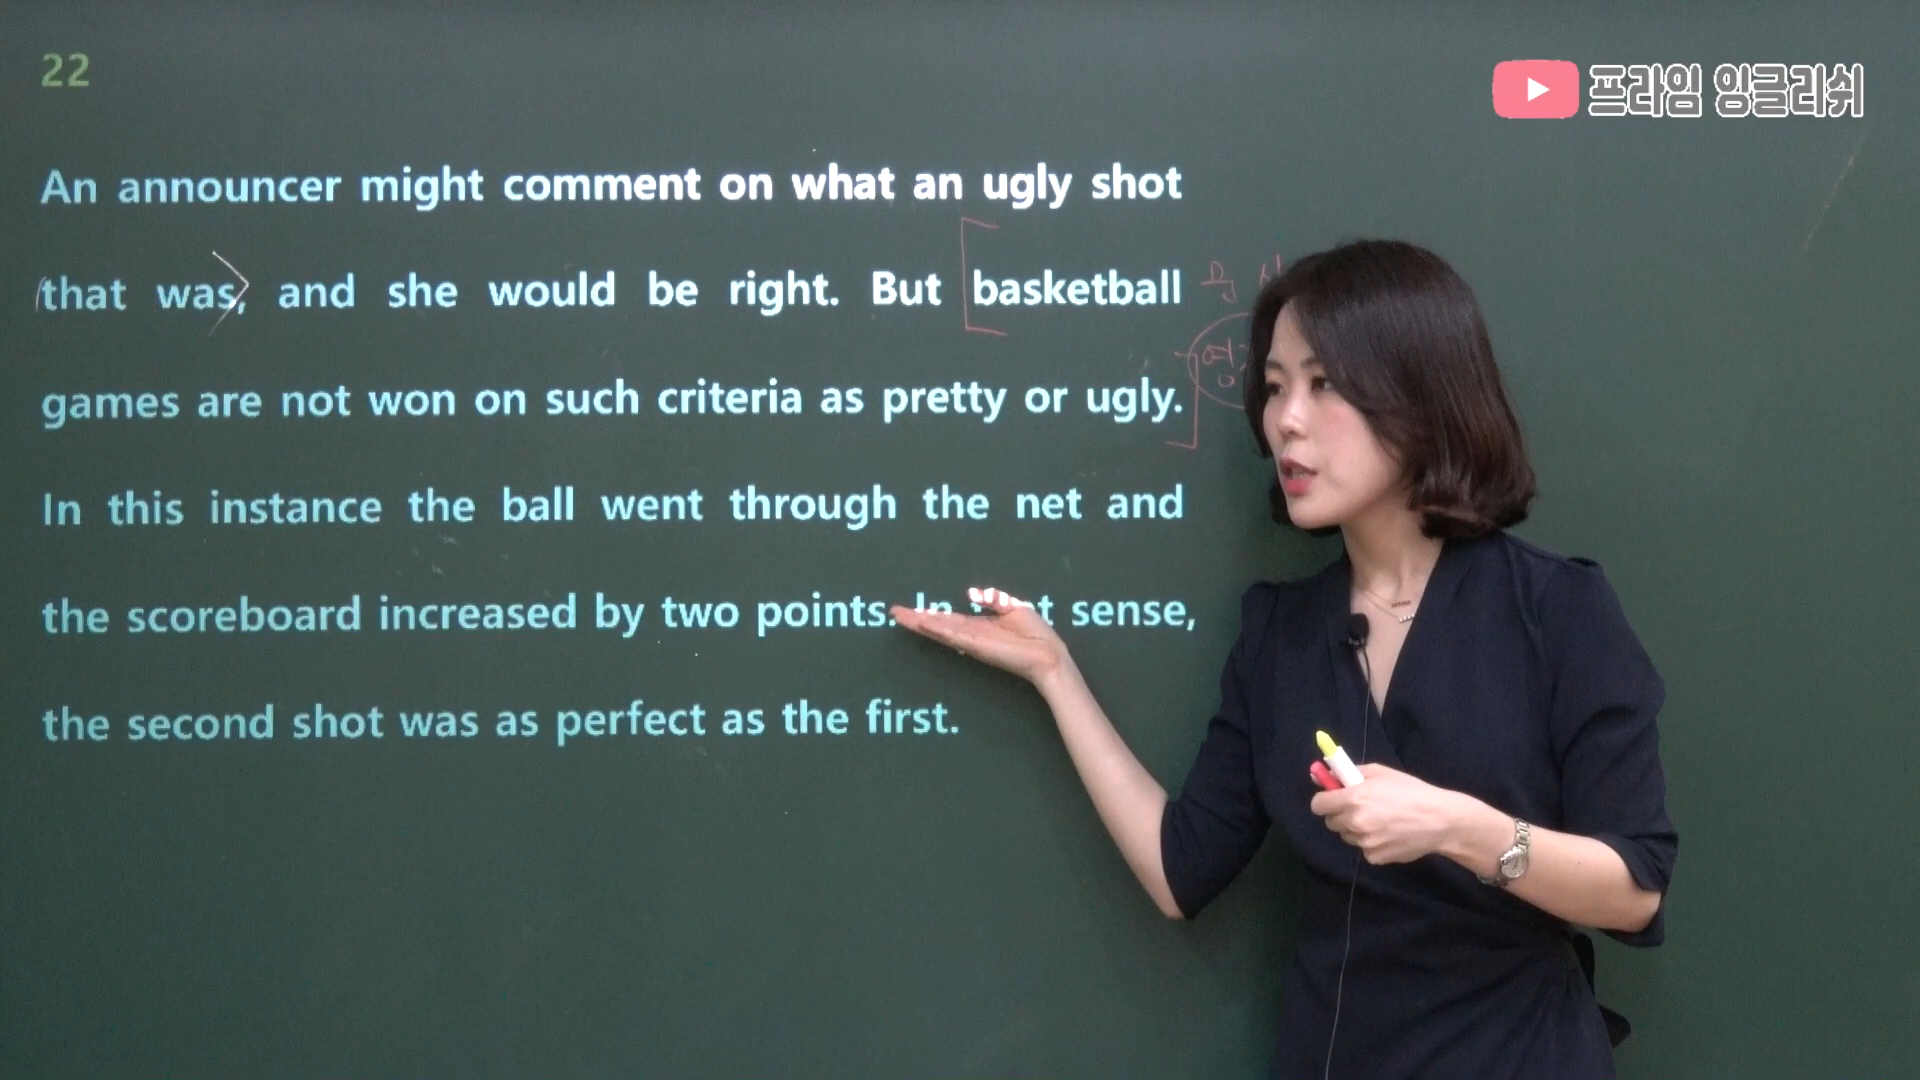 22
프라임 잉글리쉬
An announcer might comment on what an ugly shot
that was, and she would be right. But basketball
games are not won on such criteria as pretty or ugly.
In this instance the ball went through the net and
the scoreboard increased by two points. In that sense,
the second shot was as perfect as the first.